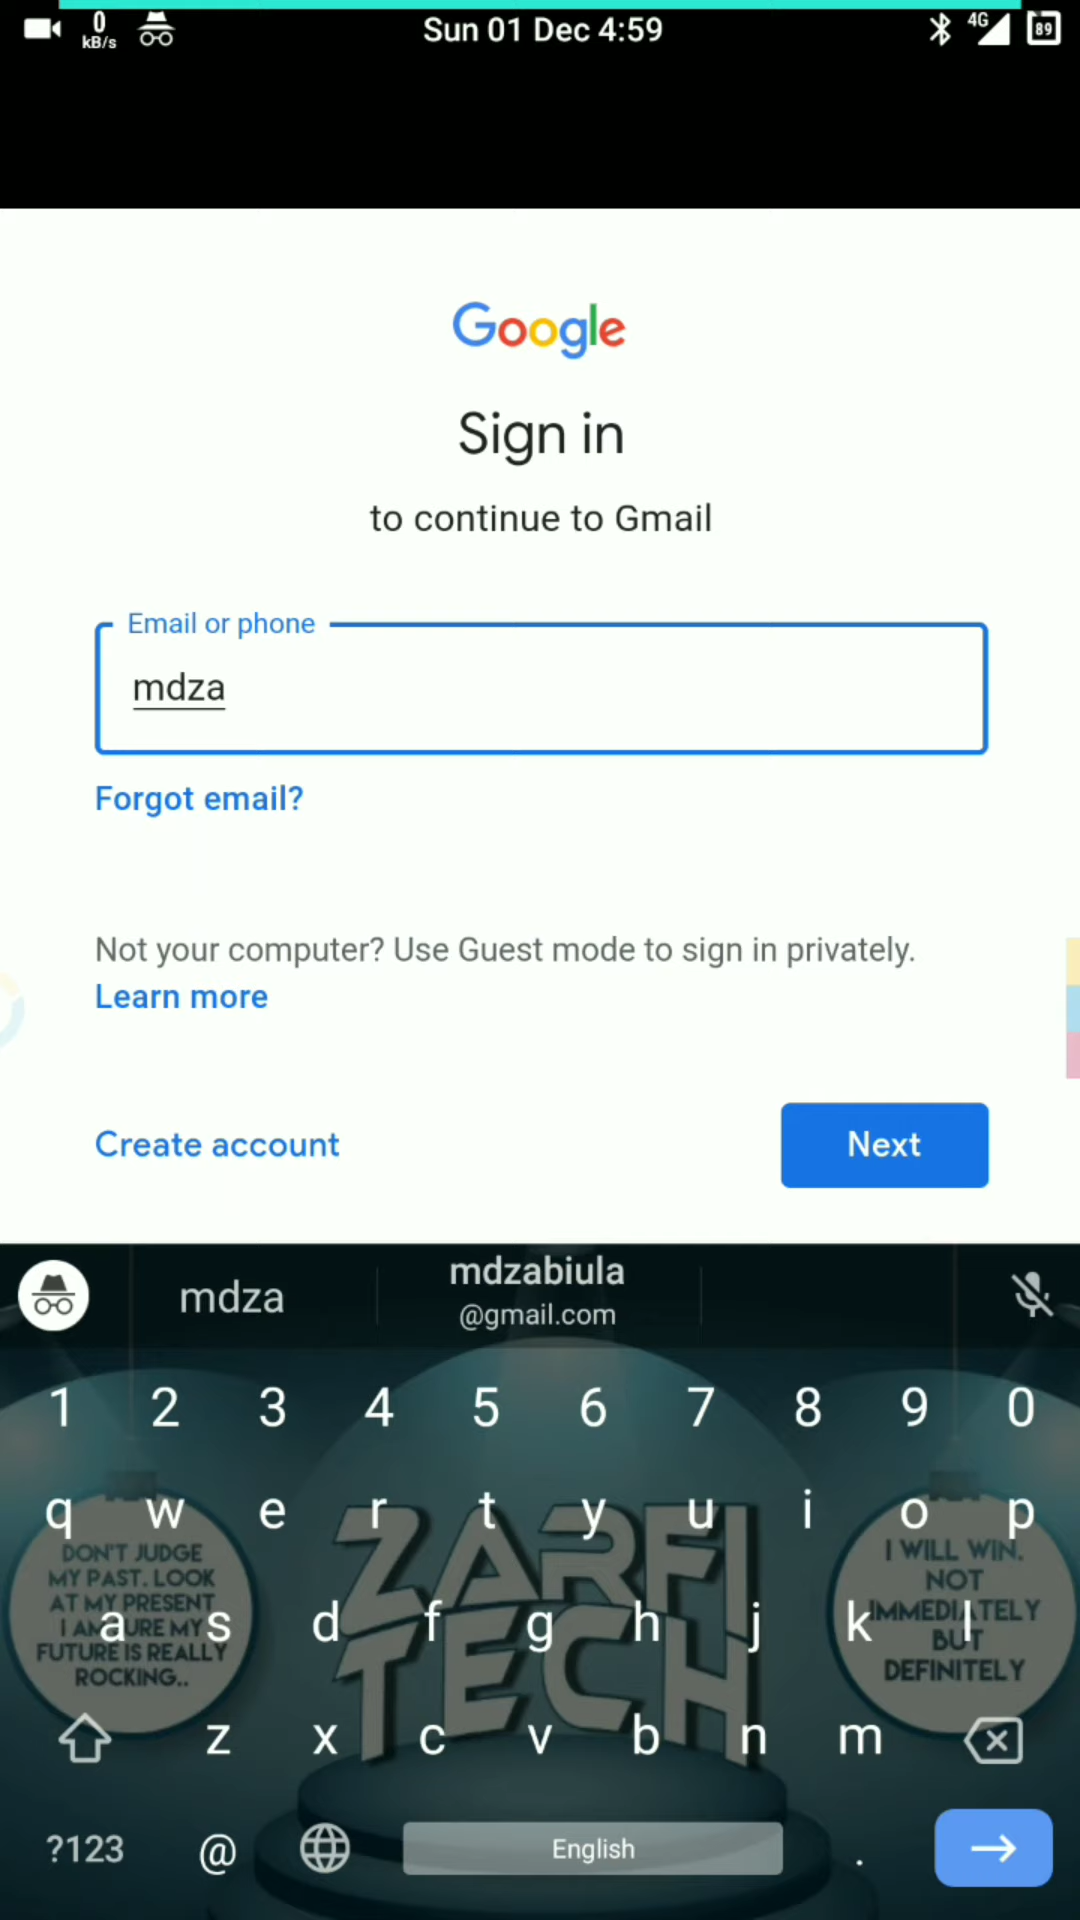 0
kB/s
Sun 01 Dec 4:59
4G
89
Google
Sign in
to continue to Gmail
Email or phone
mdza
Forgot email?
Not your computer? Use Guest mode to sign in privately.
Learn more
Create account
Next
mdza
mdzabiula
@gmail.com
1 2 3 4 5 6 7 8 9 0
q w e r t y u i o p
a s d f g h j k l
z x c v b n m
?123 @ English .
DON'T JUDGE
MY PAST. LOOK
AT MY PRESENT
I AM SURE MY
FUTURE IS REALLY
ROCKING..
ZARFI
TECH
I WILL WIN.
NOT
IMMEDIATELY
BUT
DEFINITELY